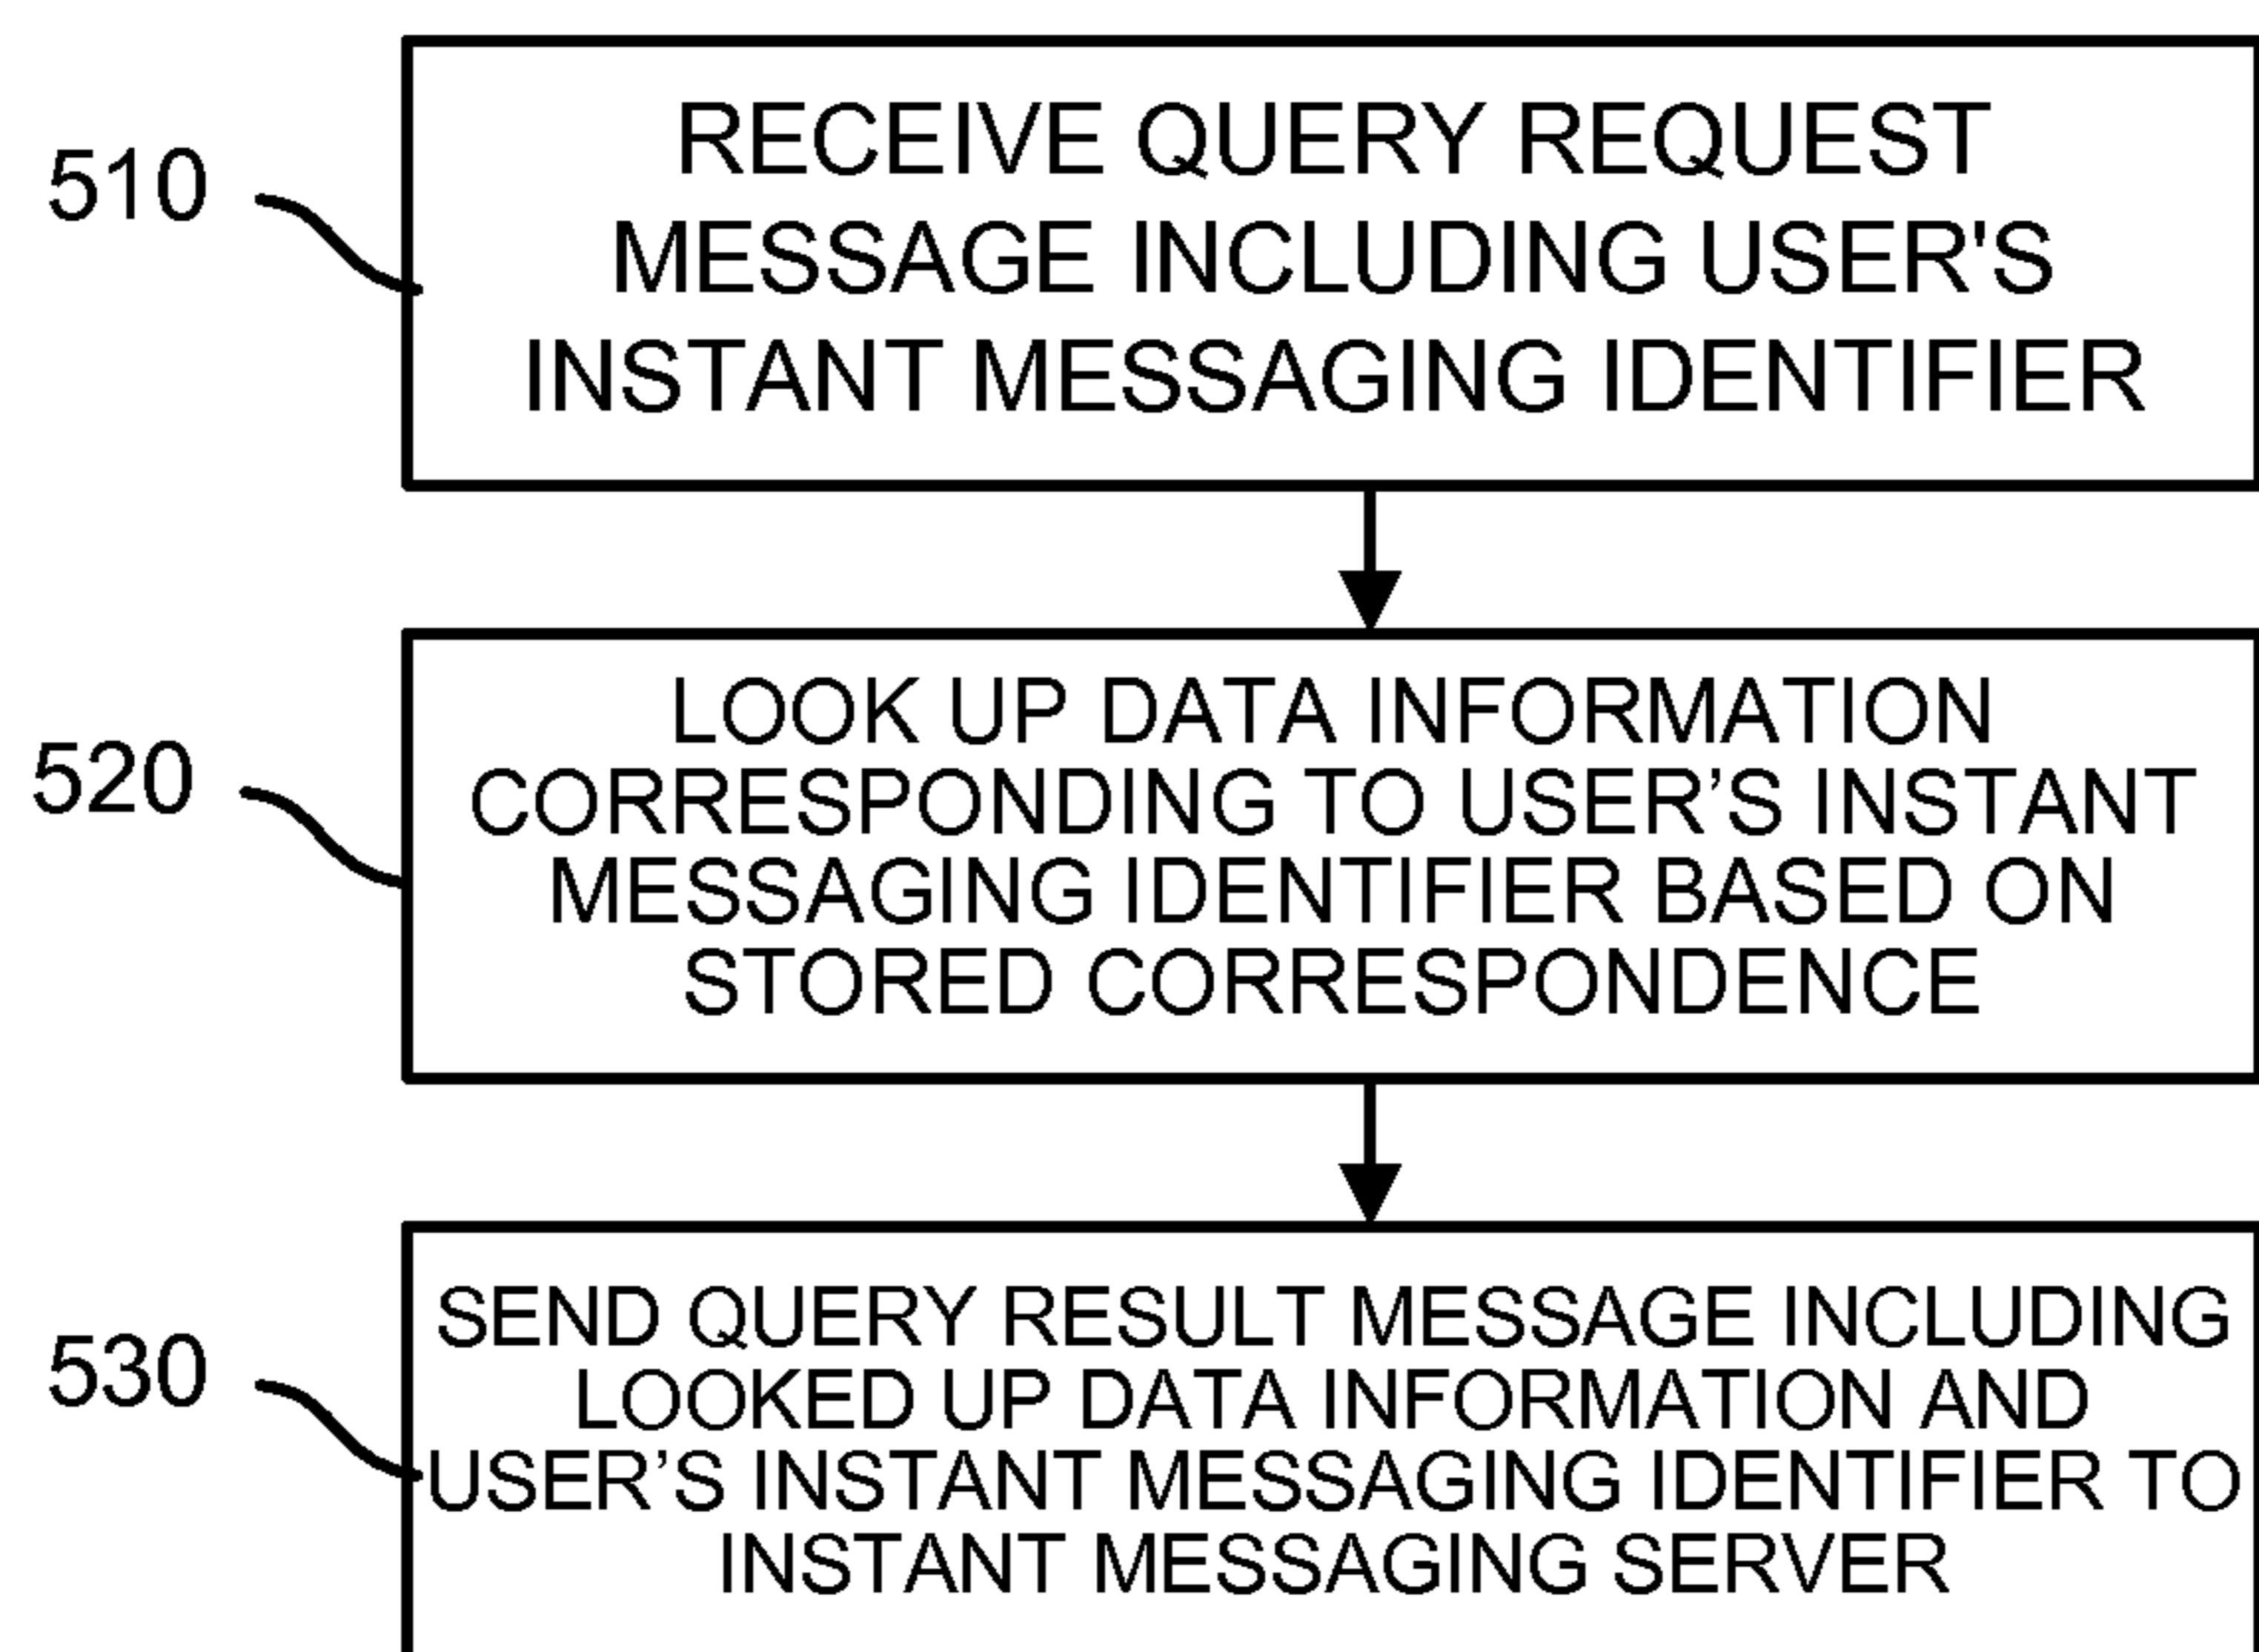 510
RECEIVE QUERY REQUEST
MESSAGE INCLUDING USER'S
INSTANT MESSAGING IDENTIFIER
520
LOOK UP DATA INFORMATION
CORRESPONDING TO USER’S INSTANT
MESSAGING IDENTIFIER BASED ON
STORED CORRESPONDENCE
530
SEND QUERY RESULT MESSAGE INCLUDING
LOOKED UP DATA INFORMATION AND
USER’S INSTANT MESSAGING IDENTIFIER TO
INSTANT MESSAGING SERVER